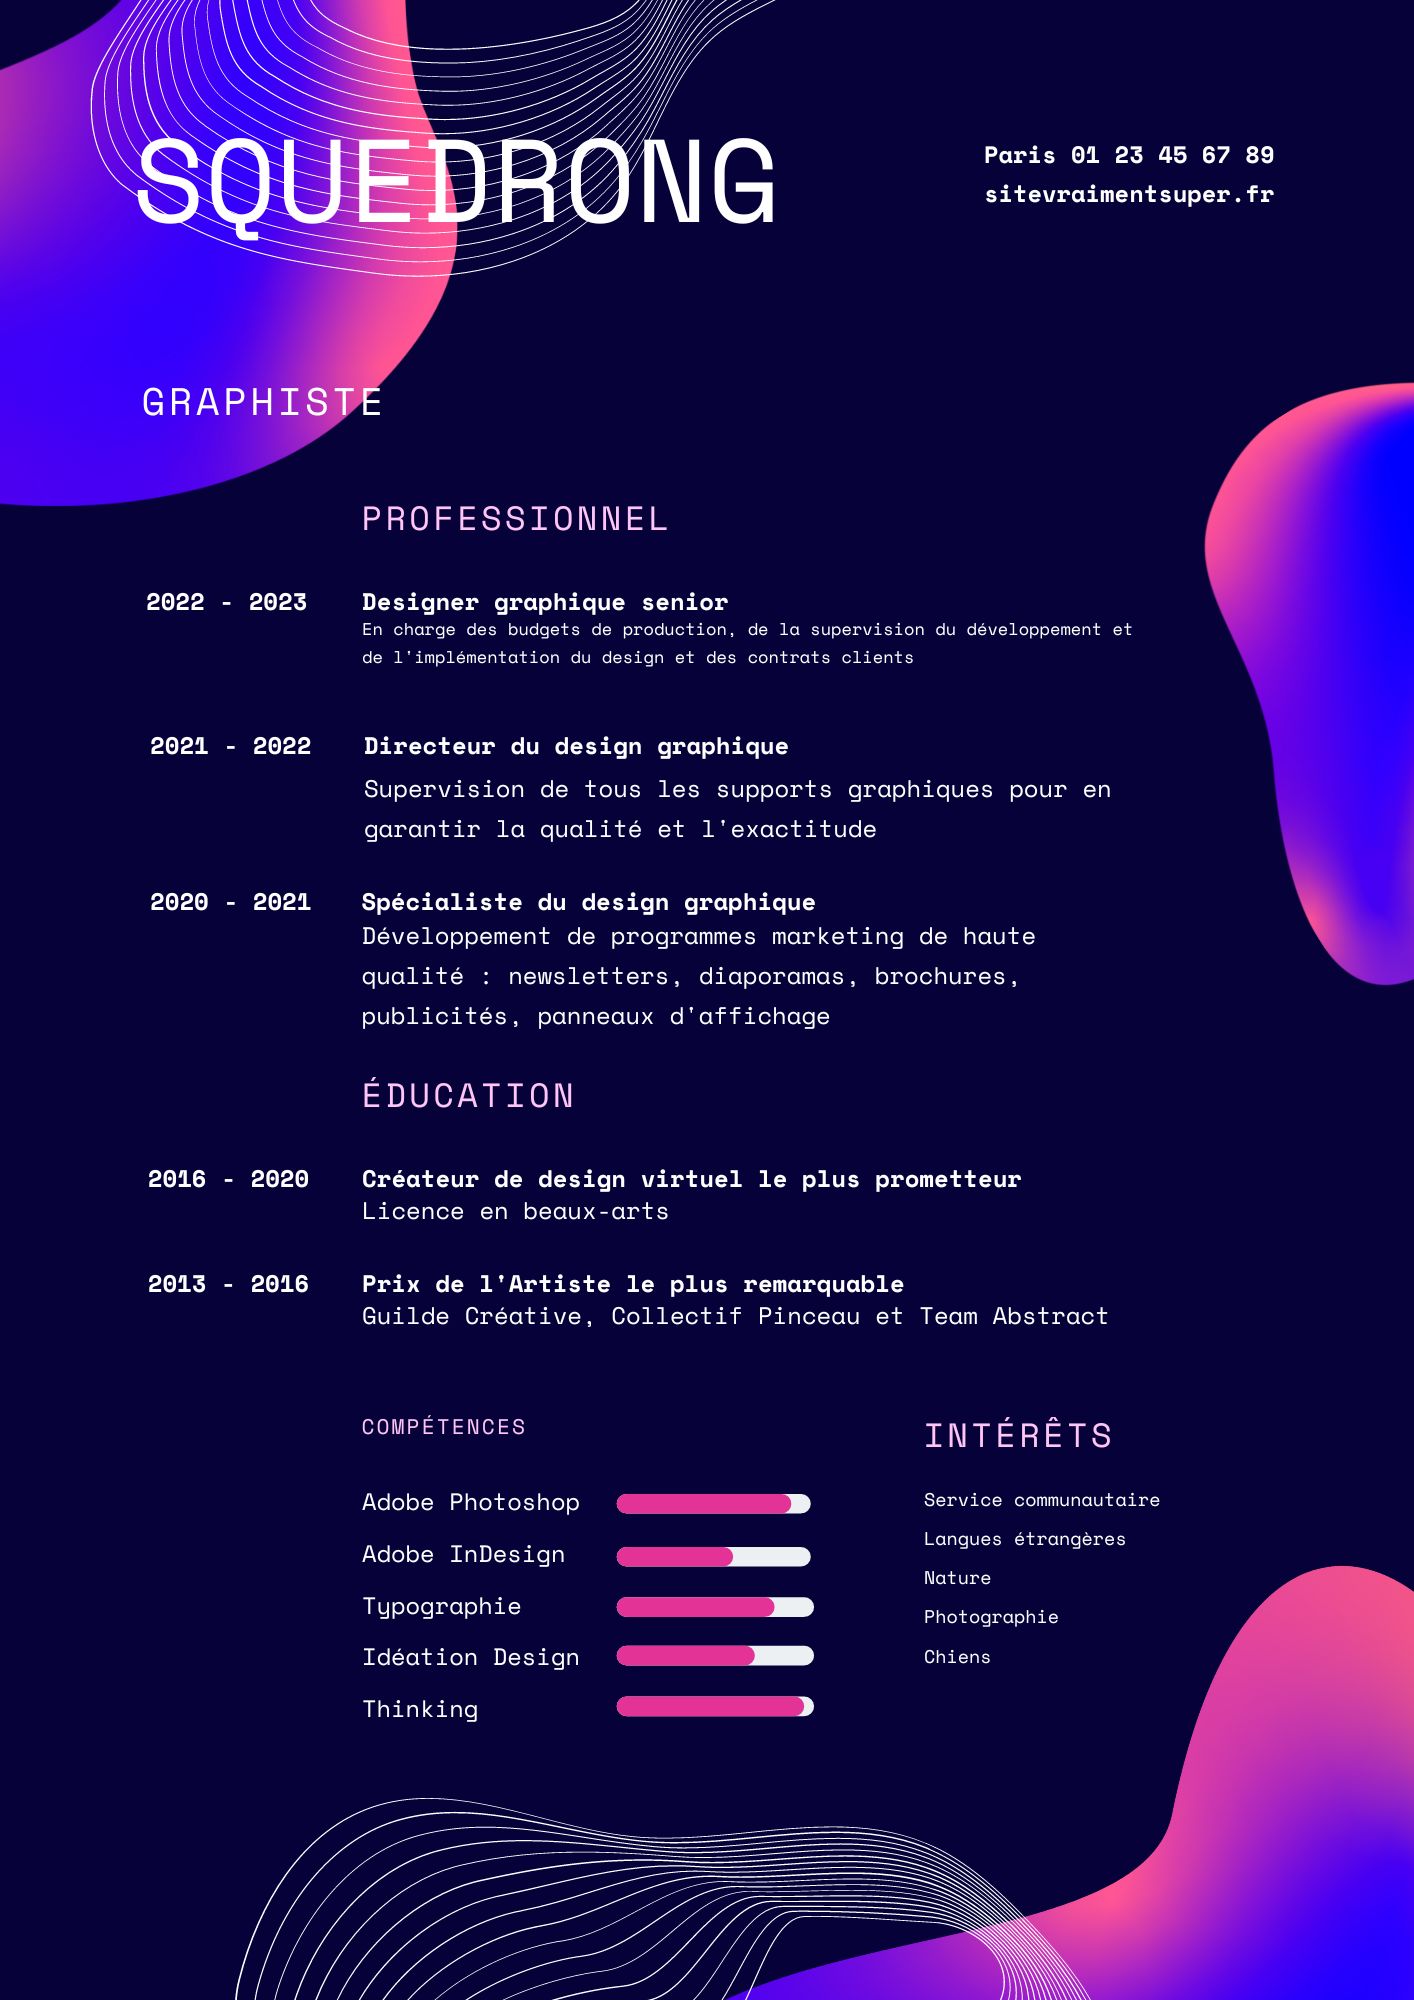 SQUEDRONG
Paris 01 23 45 67 89
sitevraimentsuper.fr
GRAPHISTE
PROFESSIONNEL
2022 - 2023
Designer graphique senior
En charge des budgets de production, de la supervision du développement et
de l'implémentation du design et des contrats clients
2021 - 2022
Directeur du design graphique
Supervision de tous les supports graphiques pour en
garantir la qualité et l'exactitude
2020 - 2021
Spécialiste du design graphique
Développement de programmes marketing de haute
qualité : newsletters, diaporamas, brochures,
publicités, panneaux d'affichage
ÉDUCATION
2016 - 2020
Créateur de design virtuel le plus prometteur
Licence en beaux-arts
2013 - 2016
Prix de l'Artiste le plus remarquable
Guilde Créative, Collectif Pinceau et Team Abstract
COMPÉTENCES
Adobe Photoshop
Adobe InDesign
Typographie
Idéation Design
Thinking
INTÉRÊTS
Service communautaire
Langues étrangères
Nature
Photographie
Chiens